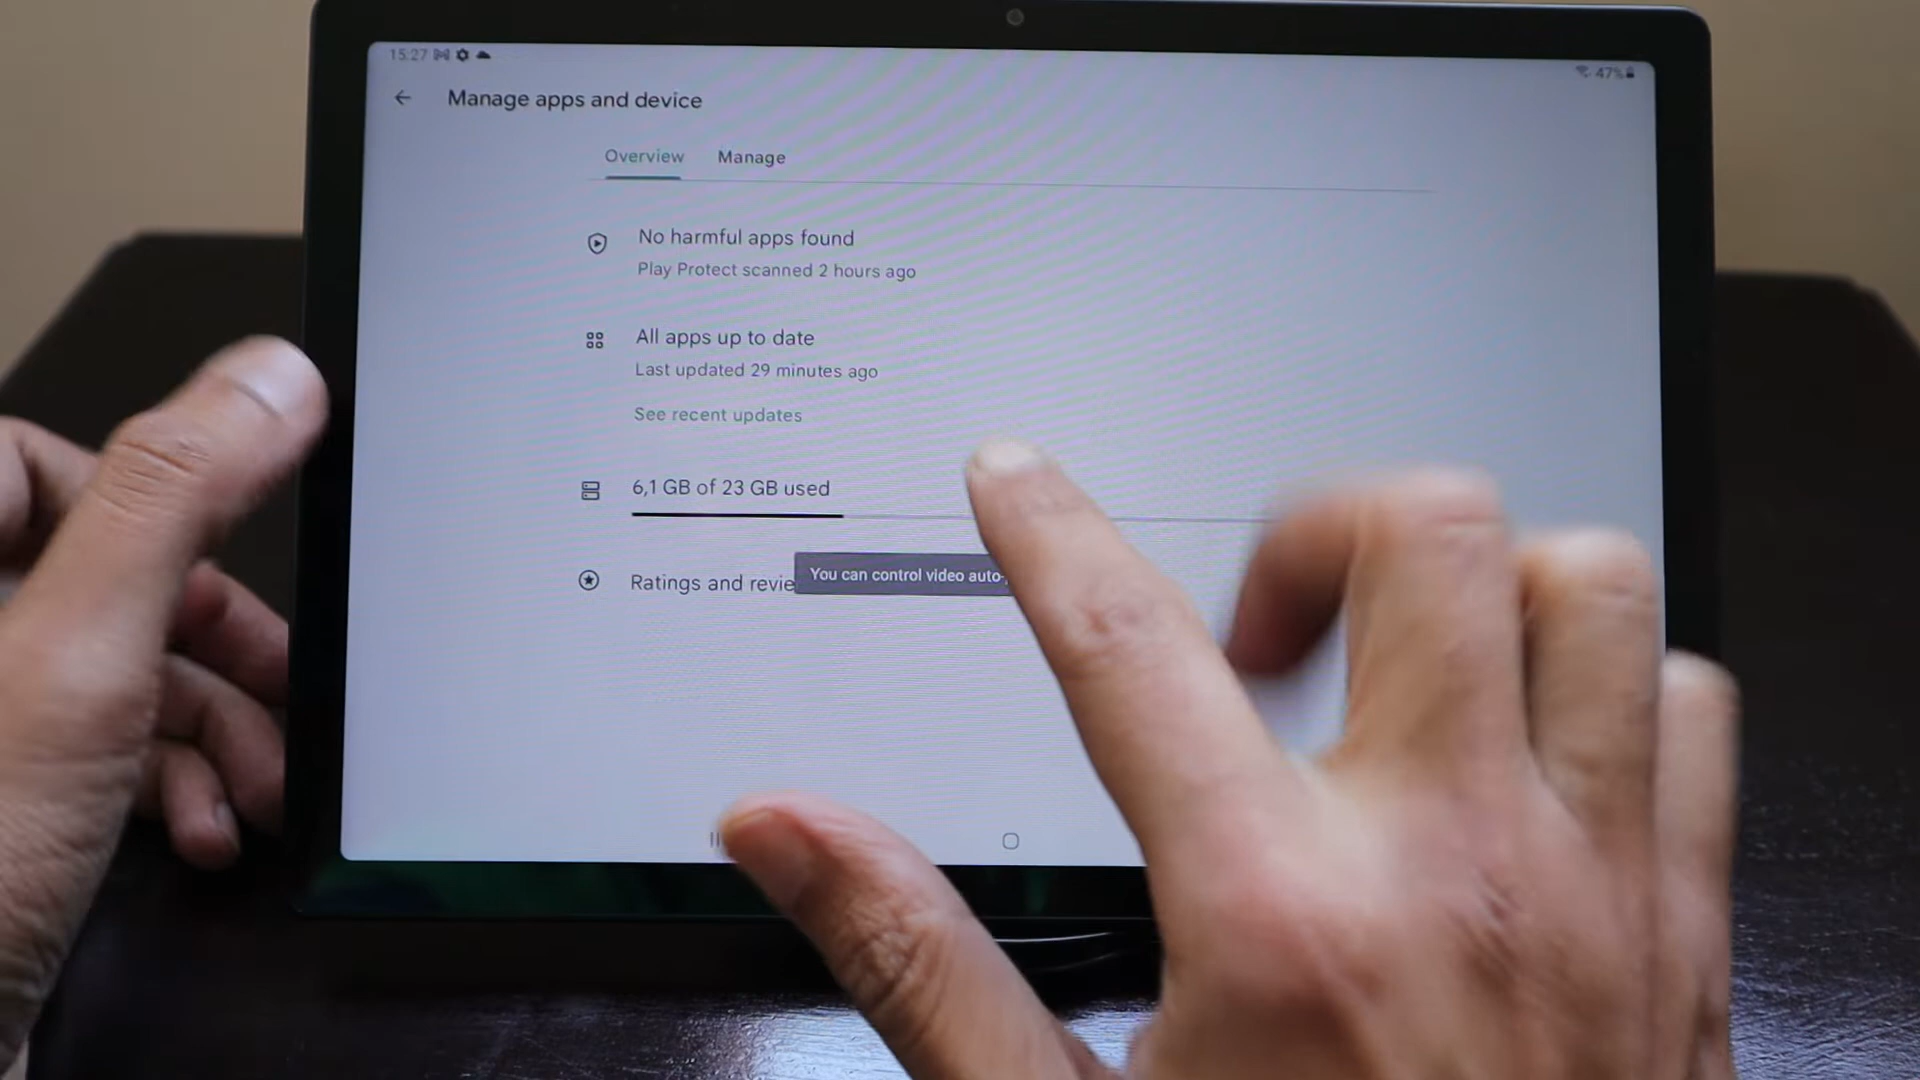 15:27
47%
Manage apps and device
Overview Manage
No harmful apps found
Play Protect scanned 2 hours ago
All apps up to date
Last updated 29 minutes ago
See recent updates
6,1 GB of 23 GB used
You can control video auto-
Ratings and revie